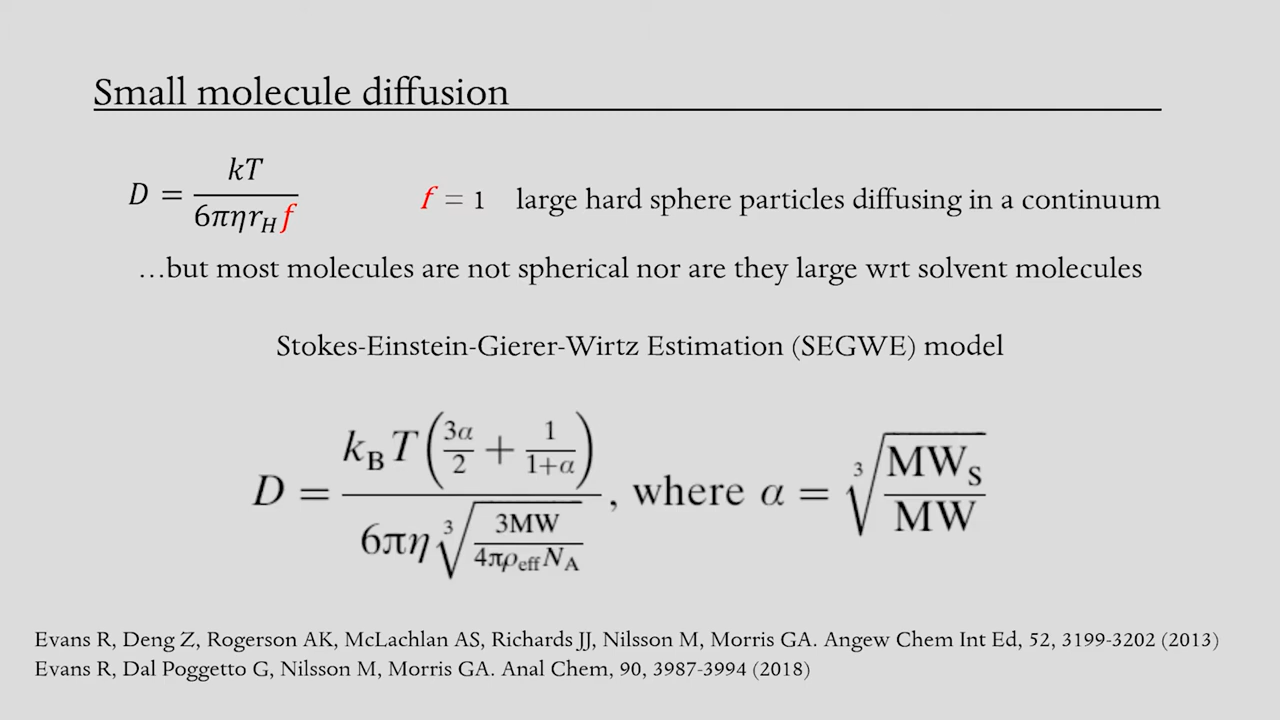 Small molecule diffusion
D = kT / 6πηr_H f
f = 1 large hard sphere particles diffusing in a continuum
…but most molecules are not spherical nor are they large wrt solvent molecules
Stokes-Einstein-Gierer-Wirtz Estimation (SEGWE) model
D = k_B T (3α/2 + 1/(1+α)) / 6πη ∛(3MW / 4πρ_eff N_A) , where α = ∛(MW_S / MW)
Evans R, Deng Z, Rogerson AK, McLachlan AS, Richards JJ, Nilsson M, Morris GA. Angew Chem Int Ed, 52, 3199-3202 (2013)
Evans R, Dal Poggetto G, Nilsson M, Morris GA. Anal Chem, 90, 3987-3994 (2018)